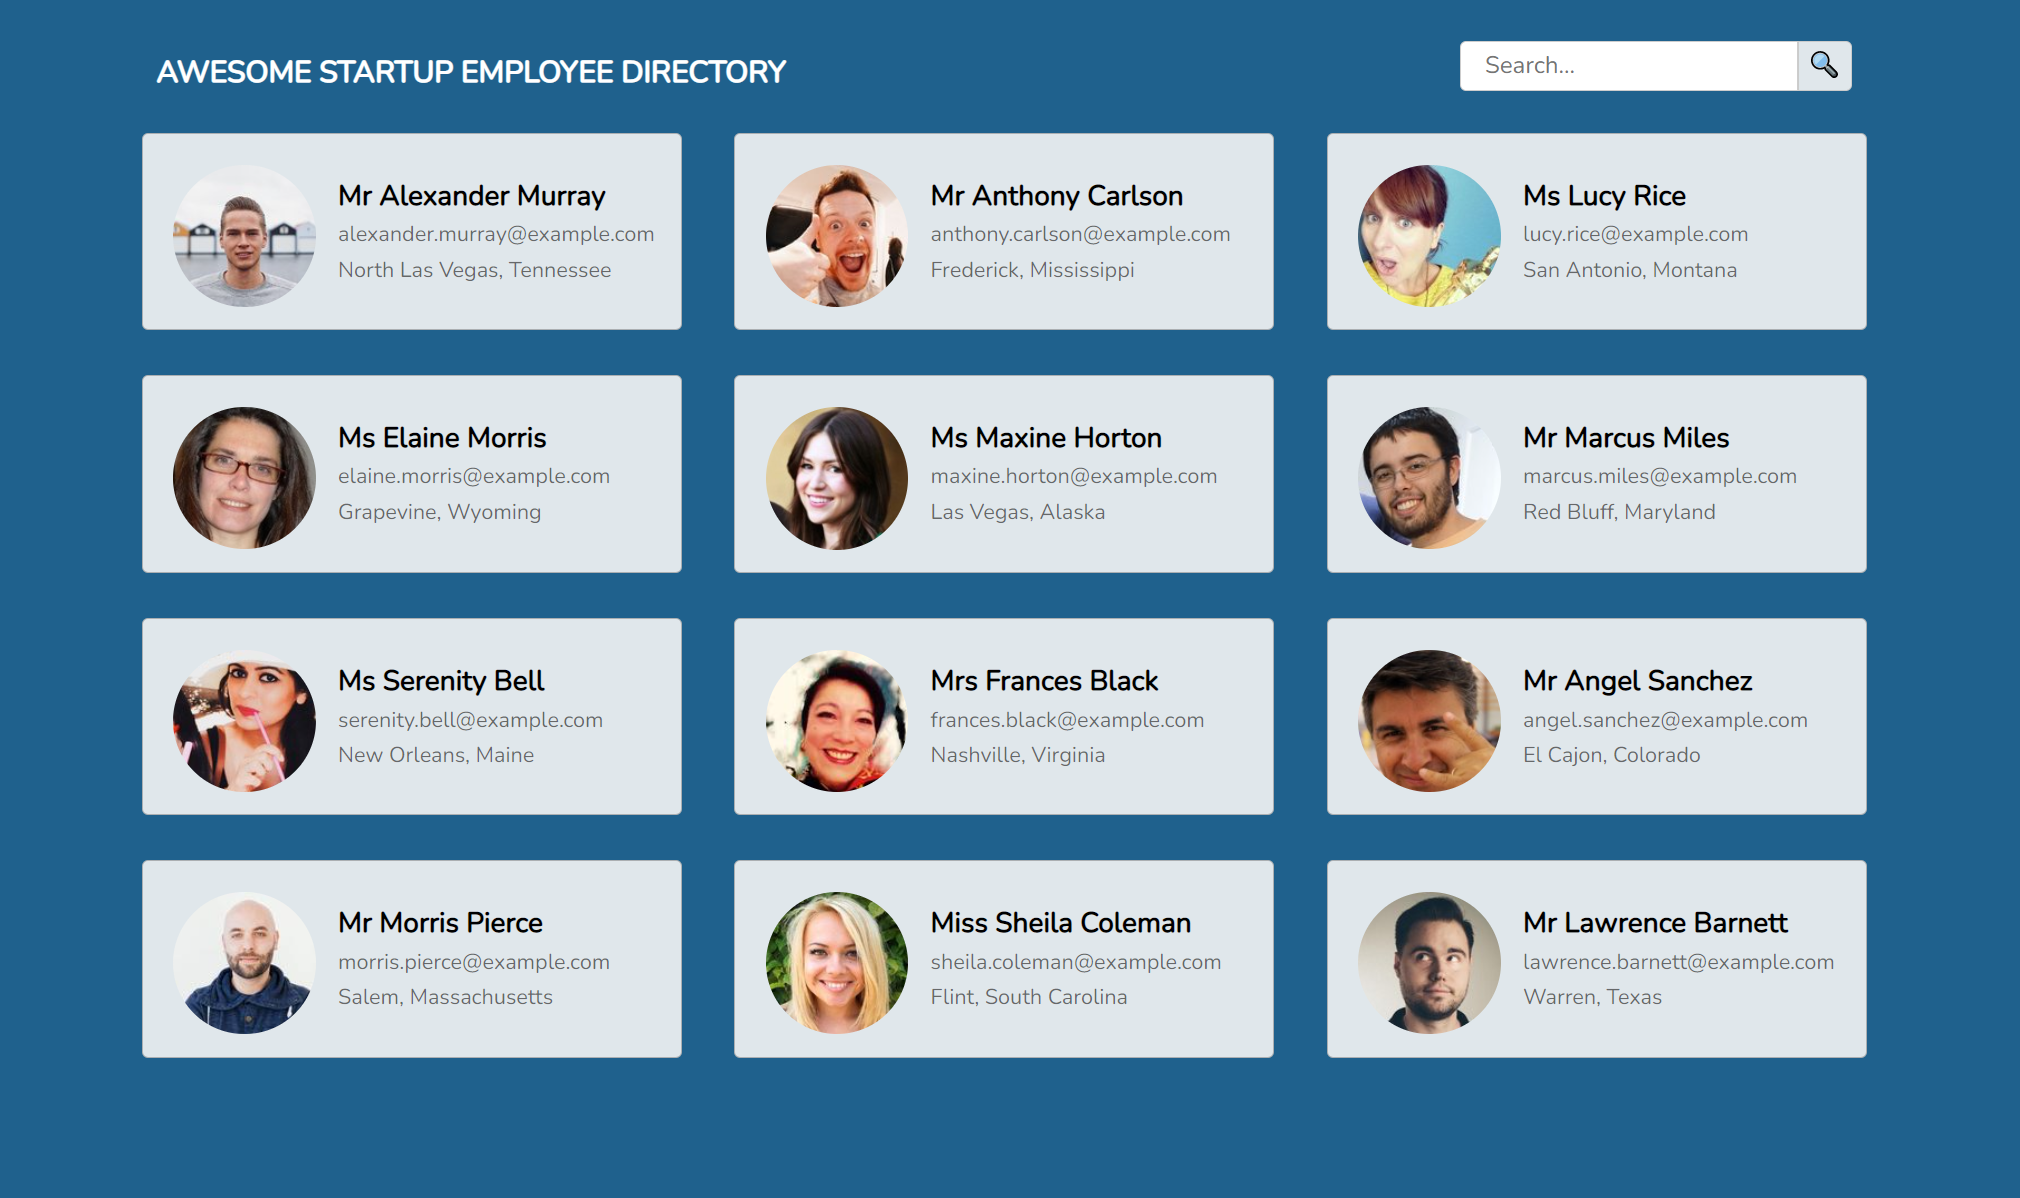 AWESOME STARTUP EMPLOYEE DIRECTORY
Search...
Mr Alexander Murray
alexander.murray@example.com
North Las Vegas, Tennessee
Mr Anthony Carlson
anthony.carlson@example.com
Frederick, Mississippi
Ms Lucy Rice
lucy.rice@example.com
San Antonio, Montana
Ms Elaine Morris
elaine.morris@example.com
Grapevine, Wyoming
Ms Maxine Horton
maxine.horton@example.com
Las Vegas, Alaska
Mr Marcus Miles
marcus.miles@example.com
Red Bluff, Maryland
Ms Serenity Bell
serenity.bell@example.com
New Orleans, Maine
Mrs Frances Black
frances.black@example.com
Nashville, Virginia
Mr Angel Sanchez
angel.sanchez@example.com
El Cajon, Colorado
Mr Morris Pierce
morris.pierce@example.com
Salem, Massachusetts
Miss Sheila Coleman
sheila.coleman@example.com
Flint, South Carolina
Mr Lawrence Barnett
lawrence.barnett@example.com
Warren, Texas